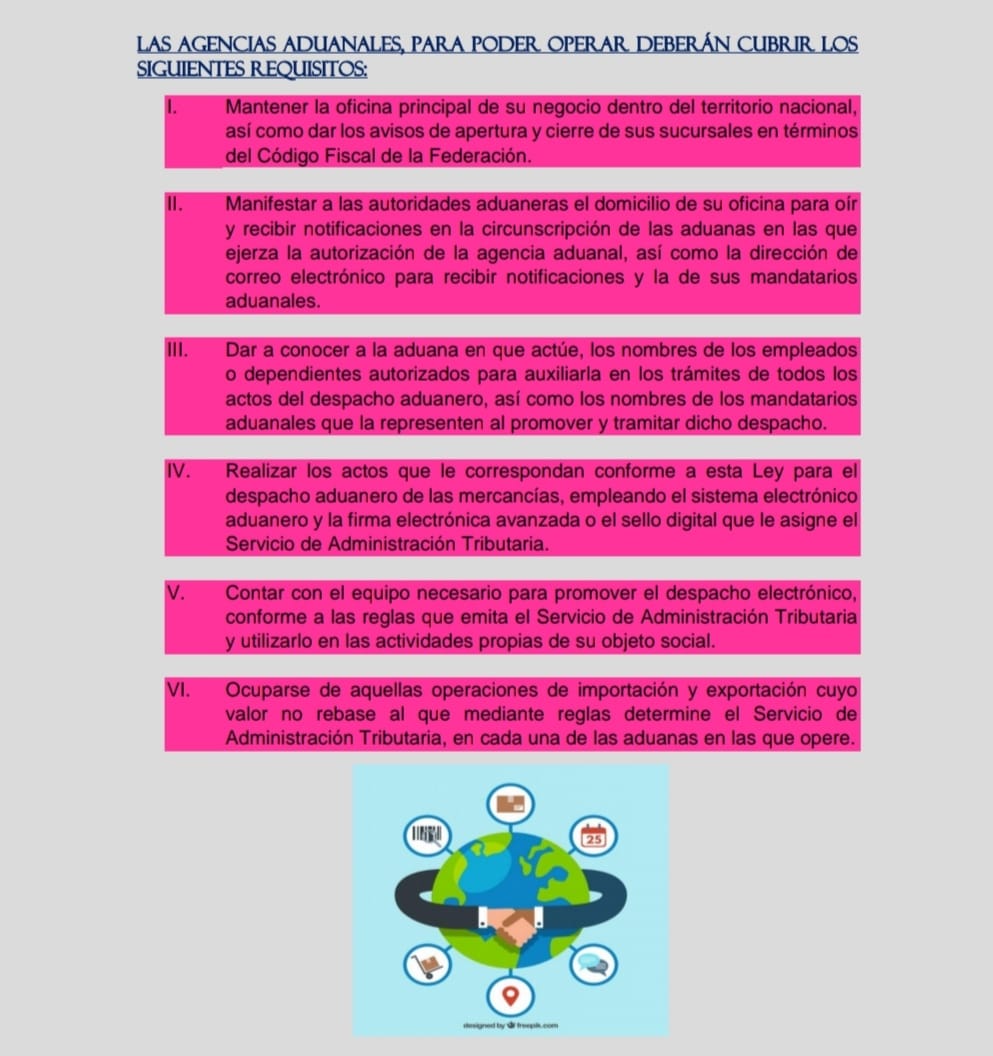 LAS AGENCIAS ADUANALES, PARA PODER OPERAR DEBERÁN CUBRIR LOS
SIGUIENTES REQUISITOS:
I. Mantener la oficina principal de su negocio dentro del territorio nacional,
así como dar los avisos de apertura y cierre de sus sucursales en términos
del Código Fiscal de la Federación.
II. Manifestar a las autoridades aduaneras el domicilio de su oficina para oír
y recibir notificaciones en la circunscripción de las aduanas en las que
ejerza la autorización de la agencia aduanal, así como la dirección de
correo electrónico para recibir notificaciones y la de sus mandatarios
aduanales.
III. Dar a conocer a la aduana en que actúe, los nombres de los empleados
o dependientes autorizados para auxiliarla en los trámites de todos los
actos del despacho aduanero, así como los nombres de los mandatarios
aduanales que la representen al promover y tramitar dicho despacho.
IV. Realizar los actos que le correspondan conforme a esta Ley para el
despacho aduanero de las mercancías, empleando el sistema electrónico
aduanero y la firma electrónica avanzada o el sello digital que le asigne el
Servicio de Administración Tributaria.
V. Contar con el equipo necesario para promover el despacho electrónico,
conforme a las reglas que emita el Servicio de Administración Tributaria
y utilizarlo en las actividades propias de su objeto social.
VI. Ocuparse de aquellas operaciones de importación y exportación cuyo
valor no rebase al que mediante reglas determine el Servicio de
Administración Tributaria, en cada una de las aduanas en las que opere.
25
designed by freepik.com